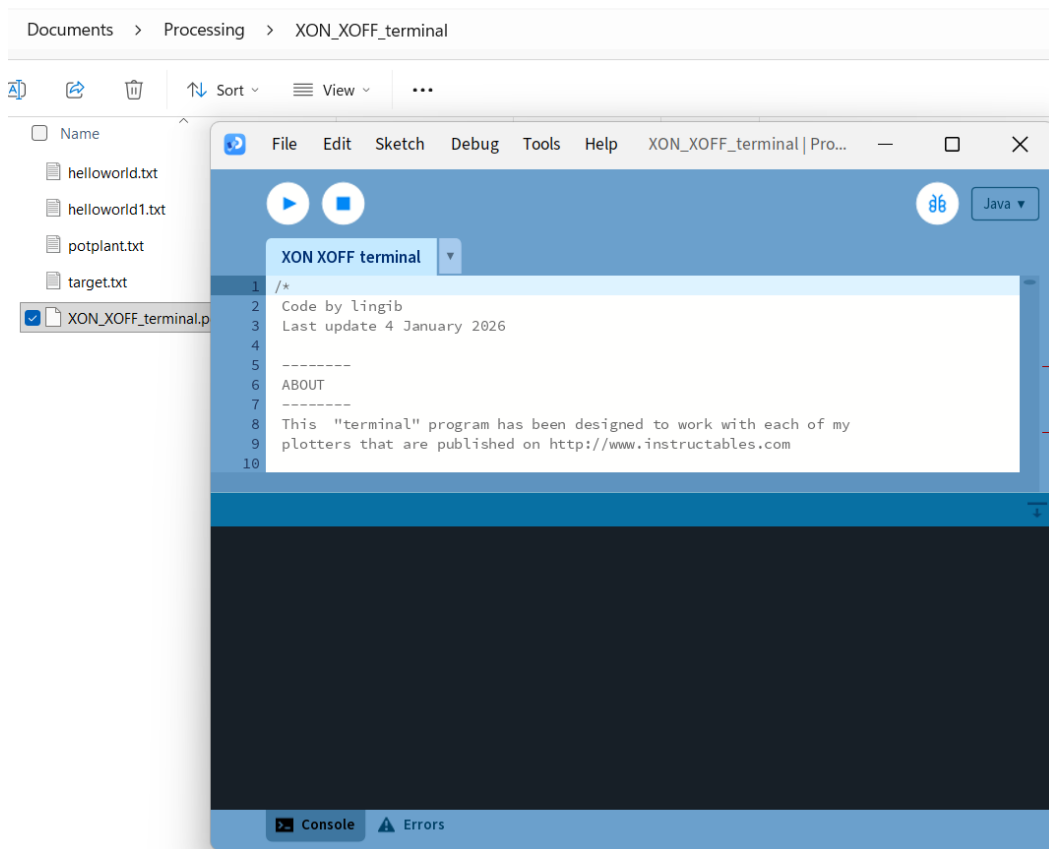 Documents > Processing > XON_XOFF_terminal
Sort View
Name
helloworld.txt
helloworld1.txt
potplant.txt
target.txt
XON_XOFF_terminal.p
File Edit Sketch Debug Tools Help XON_XOFF_terminal | Pro...
Java
XON XOFF terminal
1 /*
2 Code by lingib
3 Last update 4 January 2026
4
5 --------
6 ABOUT
7 --------
8 This  "terminal" program has been designed to work with each of my
9 plotters that are published on http://www.instructables.com
10
Console Errors